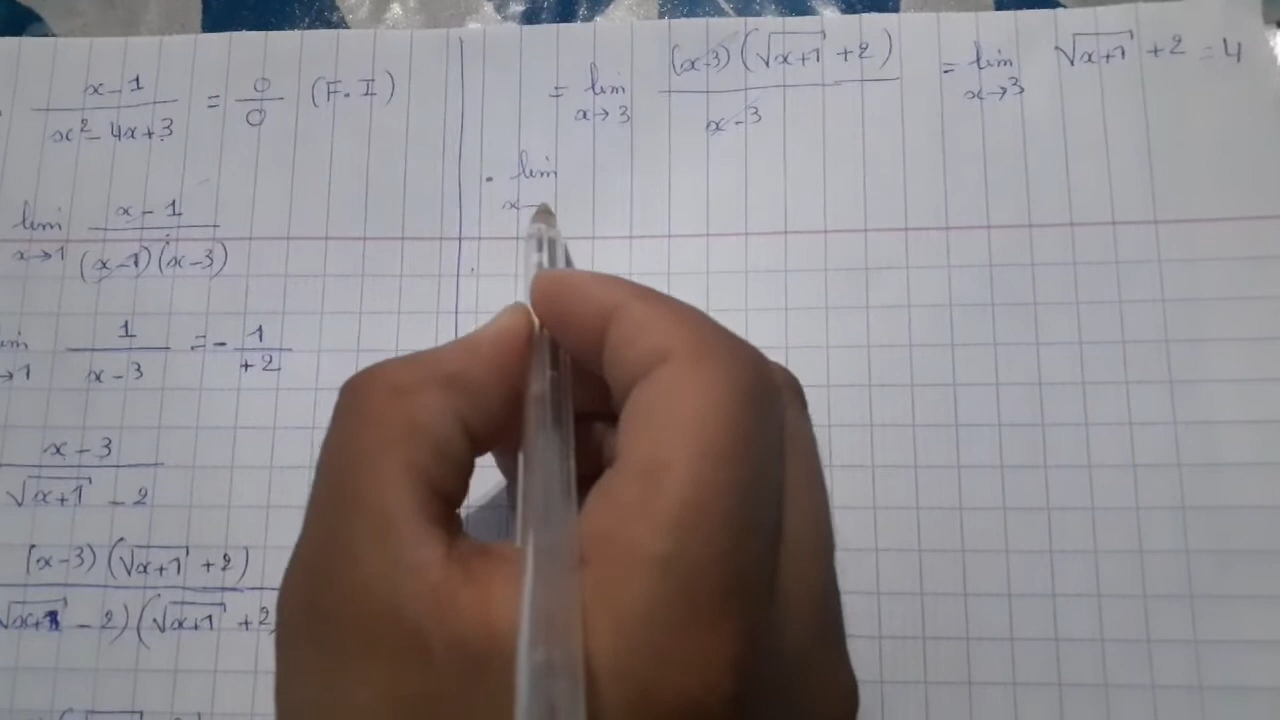 x-1 / x²-4x+3 = 0/0 (F.I)
lim x→1 x-1 / (x-1)(x-3)
im →1 1 / x-3 = - 1 / +2
x-3 / √x+1 - 2
(x-3)(√x+1 +2) / √x+1 - 2)(√x+1 +2
= lim x→3 (x-3)(√x+1 +2) / x-3 = lim x→3 √x+1 +2 = 4
• lim x→